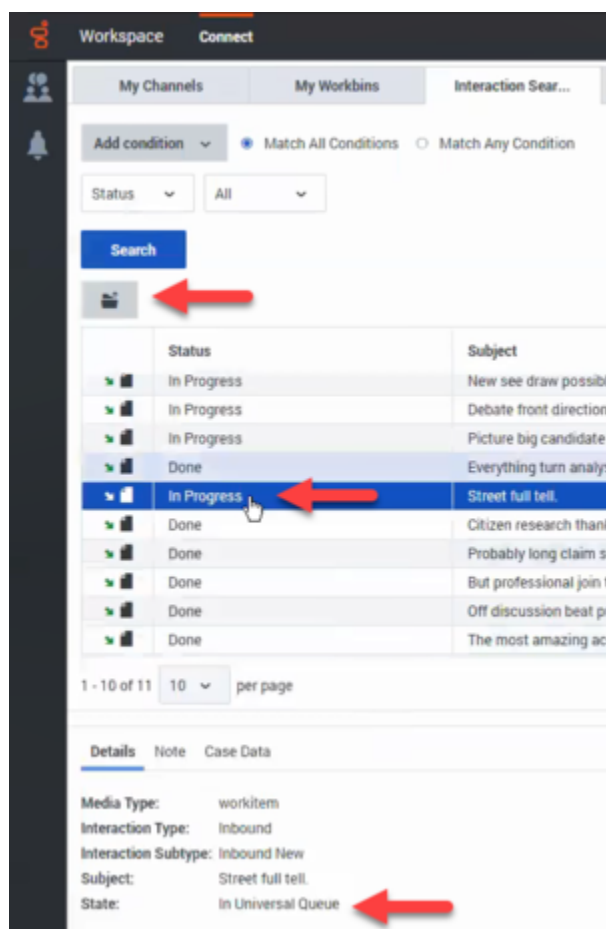 Workspace Connect
My Channels My Workbins Interaction Sear...
Add condition Match All Conditions Match Any Condition
Status All
Search
Status Subject
In Progress New see draw possibl
In Progress Debate front direction
In Progress Picture big candidate
Done Everything turn analys
In Progress Street full tell.
Done Citizen research thank
Done Probably long claim s
Done But professional join t
Done Off discussion beat p
Done The most amazing ac
1 - 10 of 11 10 per page
Details Note Case Data
Media Type: workitem
Interaction Type: Inbound
Interaction Subtype: Inbound New
Subject: Street full tell.
State: In Universal Queue